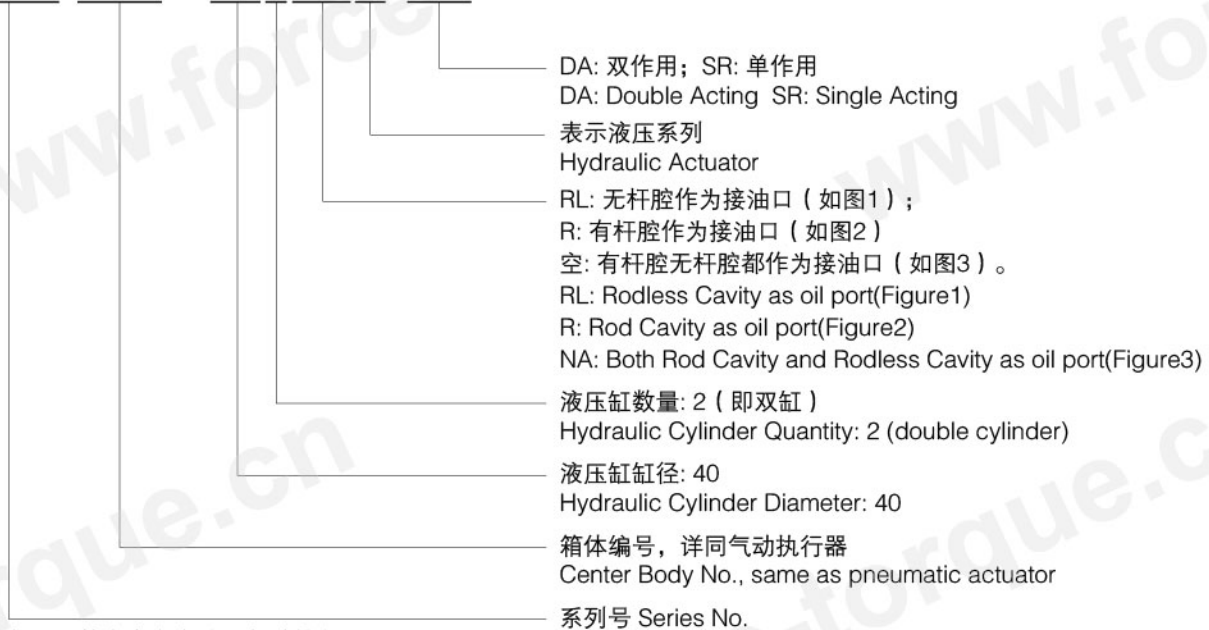 DA: 双作用；SR: 单作用
DA: Double Acting SR: Single Acting
表示液压系列
Hydraulic Actuator
RL: 无杆腔作为接油口（如图1）；
R: 有杆腔作为接油口（如图2）
空: 有杆腔无杆腔都作为接油口（如图3）。
RL: Rodless Cavity as oil port(Figure1)
R: Rod Cavity as oil port(Figure2)
NA: Both Rod Cavity and Rodless Cavity as oil port(Figure3)
液压缸数量: 2（即双缸）
Hydraulic Cylinder Quantity: 2 (double cylinder)
液压缸缸径: 40
Hydraulic Cylinder Diameter: 40
箱体编号，详同气动执行器
Center Body No., same as pneumatic actuator
系列号 Series No.